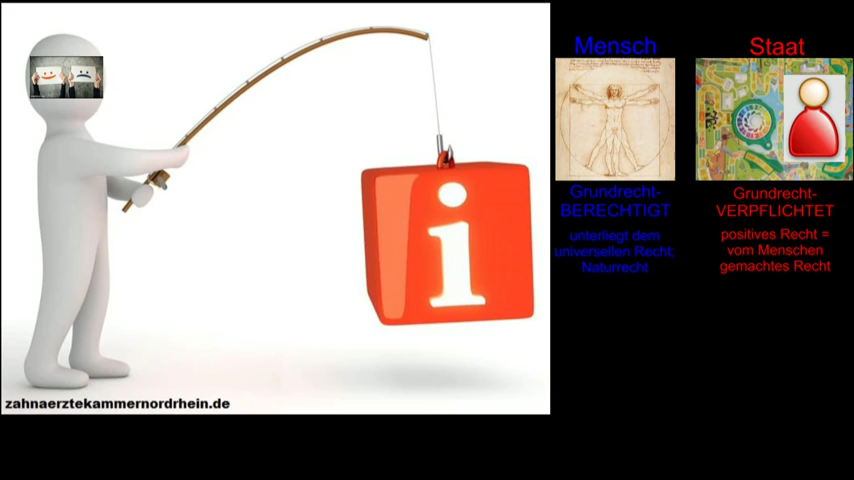 i
zahnaerztekammernordrhein.de
Mensch
Grundrecht-
BERECHTIGT
unterliegt dem
universellen Recht;
Naturrecht
Staat
Grundrecht-
VERPFLICHTET
positives Recht =
vom Menschen
gemachtes Recht